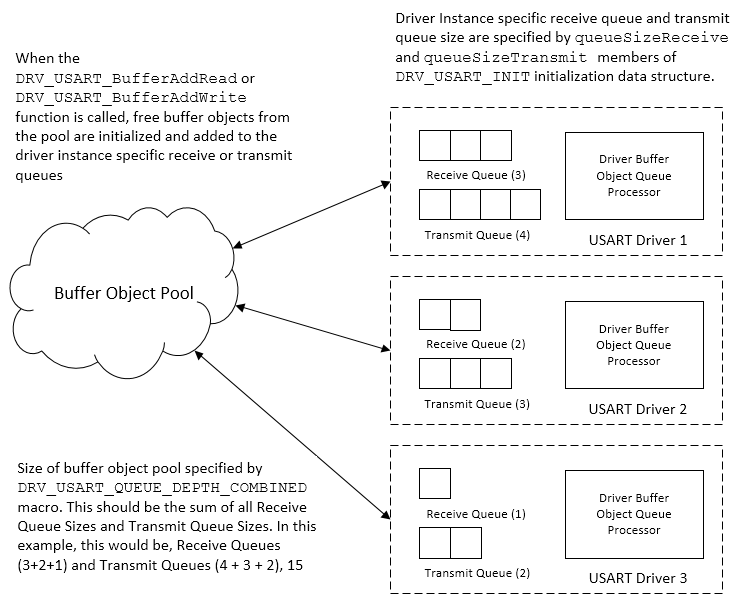 Driver Instance specific receive queue and transmit
queue size are specified by queueSizeReceive
and queueSizeTransmit members of
DRV_USART_INIT initialization data structure.
When the
DRV_USART_BufferAddRead or
DRV_USART_BufferAddWrite
function is called, free buffer objects from
the pool are initialized and added to the
driver instance specific receive or transmit
queues
Buffer Object Pool
Receive Queue (3)
Transmit Queue (4)
Driver Buffer
Object Queue
Processor
USART Driver 1
Receive Queue (2)
Transmit Queue (3)
Driver Buffer
Object Queue
Processor
USART Driver 2
Receive Queue (1)
Transmit Queue (2)
Driver Buffer
Object Queue
Processor
USART Driver 3
Size of buffer object pool specified by
DRV_USART_QUEUE_DEPTH_COMBINED
macro. This should be the sum of all Receive
Queue Sizes and Transmit Queue Sizes. In this
example, this would be, Receive Queues
(3+2+1) and Transmit Queues (4 + 3 + 2), 15